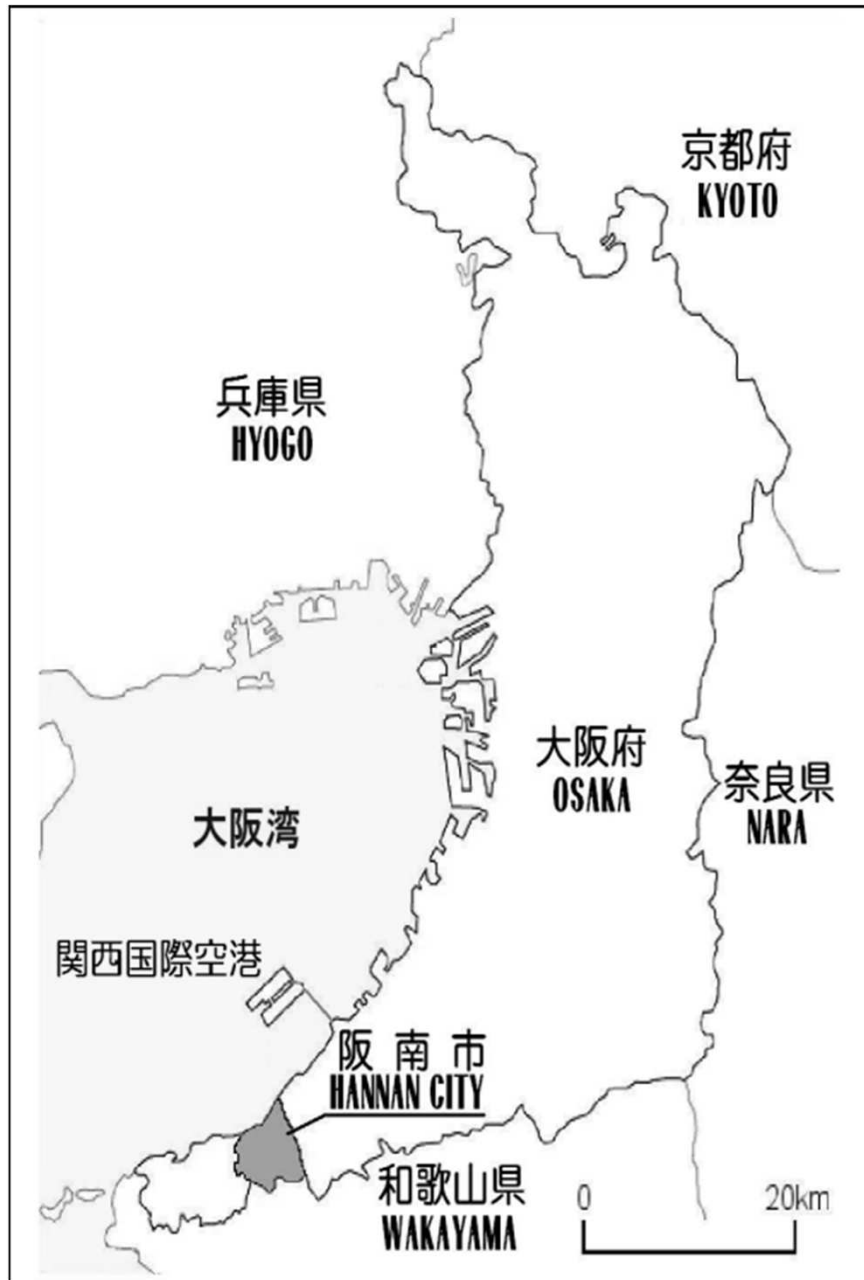 京都府
KYOTO
兵庫県
HYOGO
大阪府
OSAKA
奈良県
NARA
大阪湾
関西国際空港
阪南市
HANNAN CITY
和歌山県
WAKAYAMA
0 20km